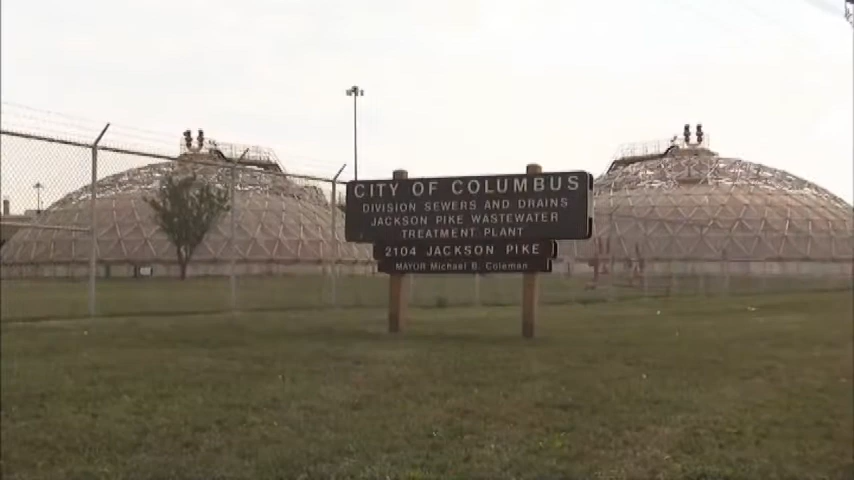 CITY OF COLUMBUS
DIVISION SEWERS AND DRAINS
JACKSON PIKE WASTEWATER
TREATMENT PLANT
2104 JACKSON PIKE
MAYOR Michael B. Coleman